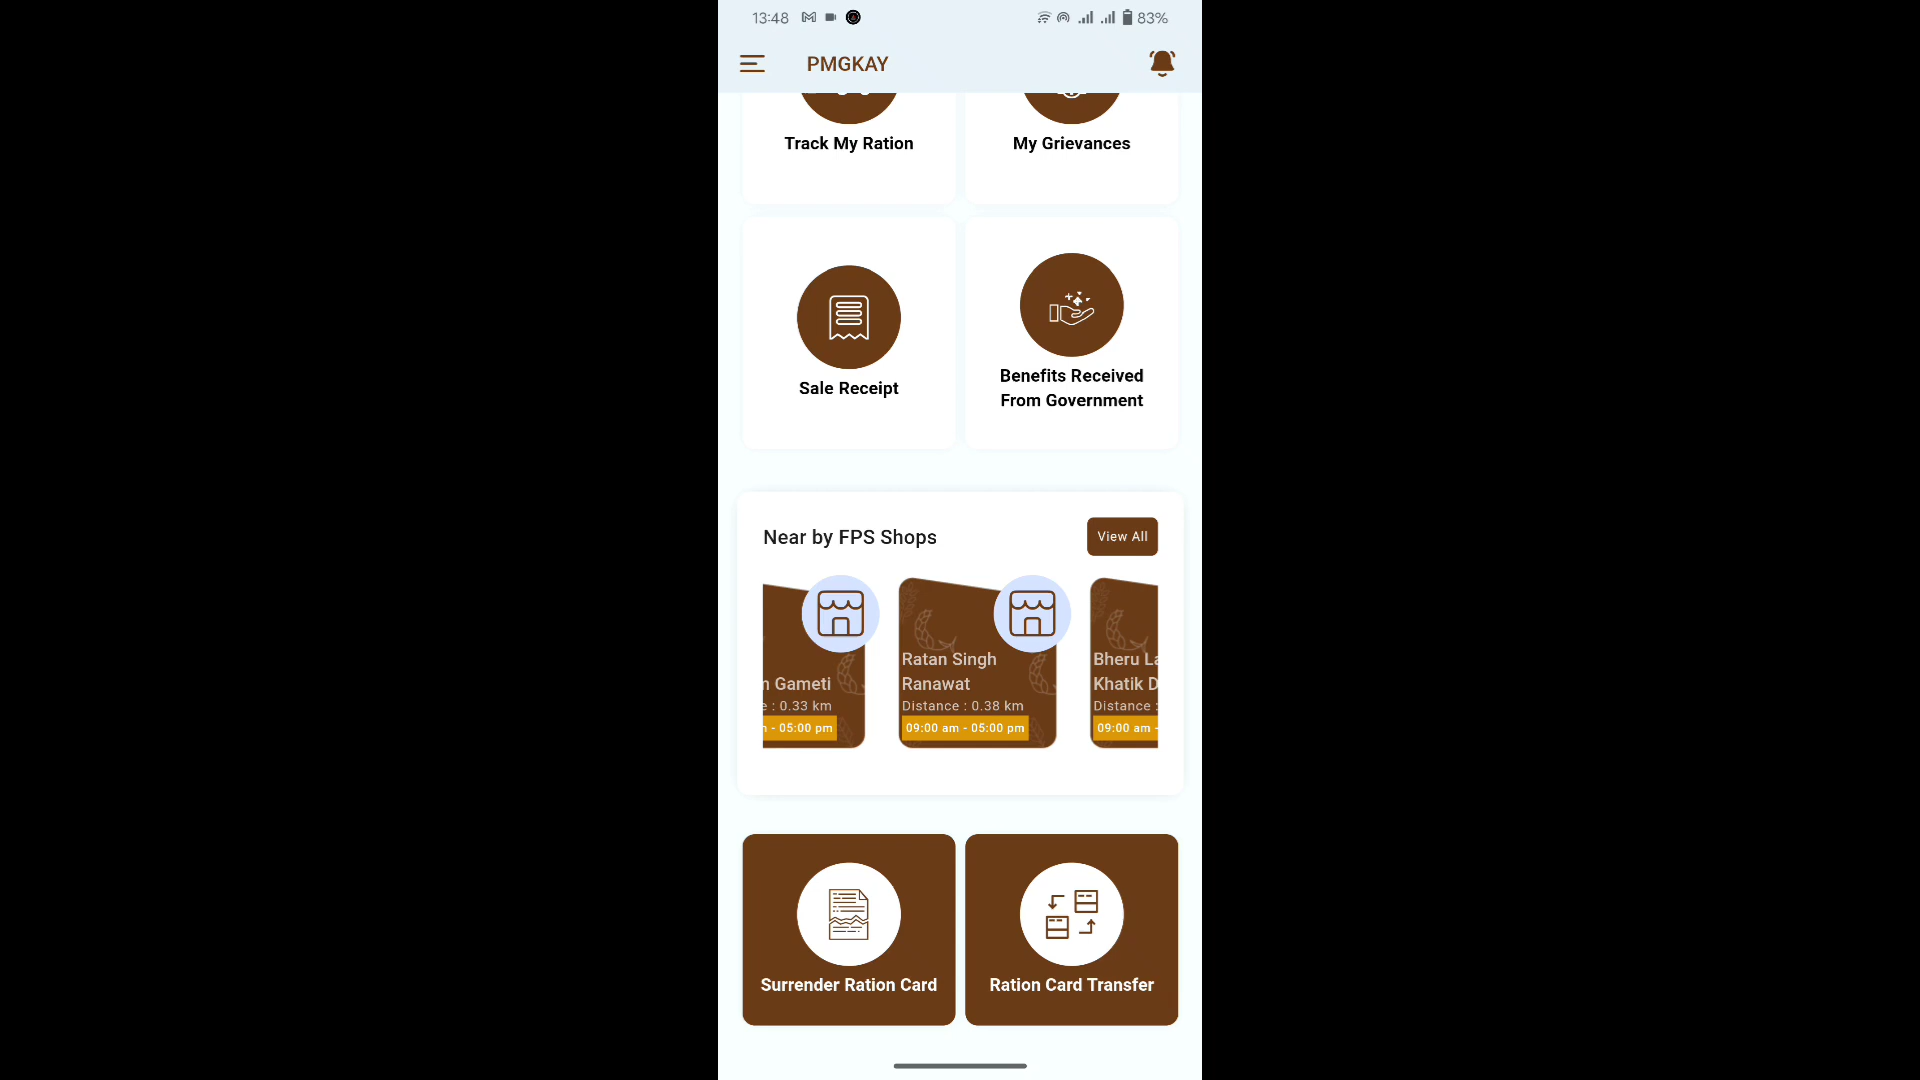 13:48
83%
PMGKAY
Track My Ration
My Grievances
Sale Receipt
Benefits Received
From Government
Near by FPS Shops
View All
Gameti
: 0.33 km
- 05:00 pm
Ratan Singh
Ranawat
Distance : 0.38 km
09:00 am - 05:00 pm
Bheru
Khatik
Distance :
09:00 am -
Surrender Ration Card
Ration Card Transfer